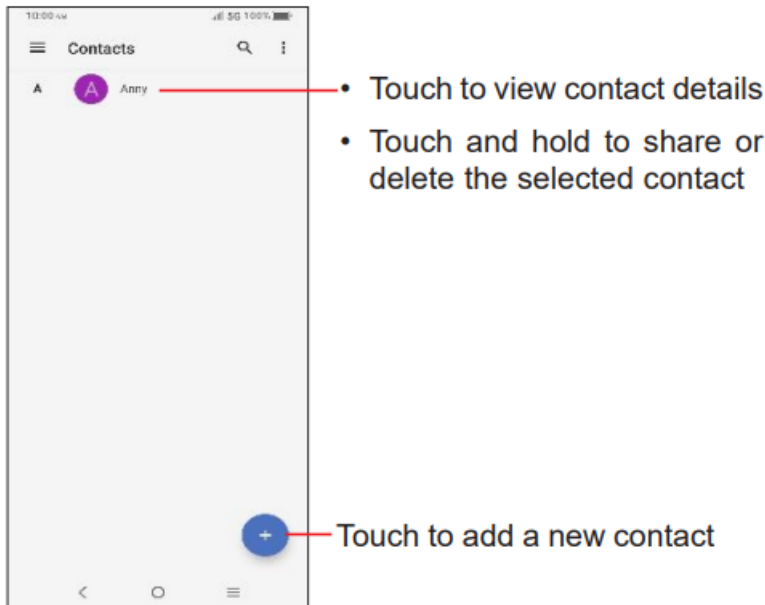 10:00 AM 5G 100%
Contacts
A A Anny
• Touch to view contact details
• Touch and hold to share or
delete the selected contact
Touch to add a new contact